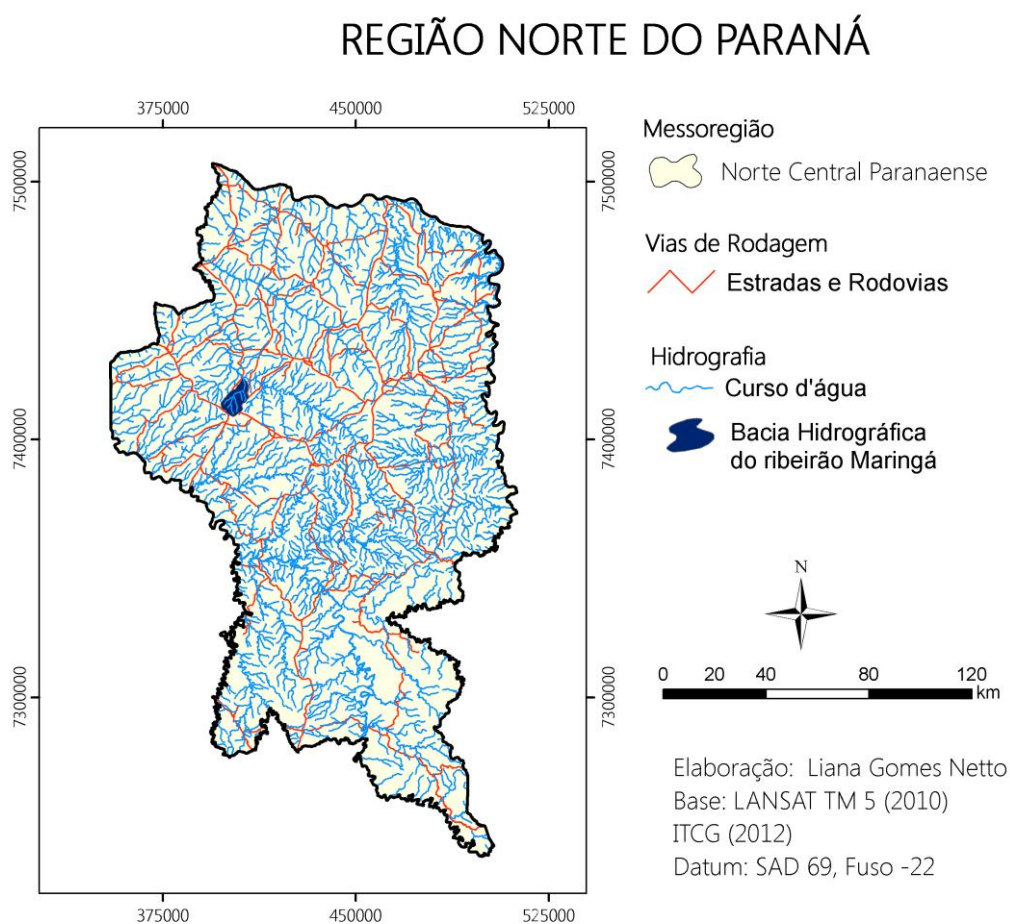 REGIÃO NORTE DO PARANÁ
375000 450000 525000
7500000 7500000
7400000 7400000
7300000 7300000
375000 450000 525000
Messoregião
Norte Central Paranaense
Vias de Rodagem
Estradas e Rodovias
Hidrografia
Curso d'água
Bacia Hidrográfica
do ribeirão Maringá
N
0 20 40 80 120
km
Elaboração: Liana Gomes Netto
Base: LANSAT TM 5 (2010)
ITCG (2012)
Datum: SAD 69, Fuso -22